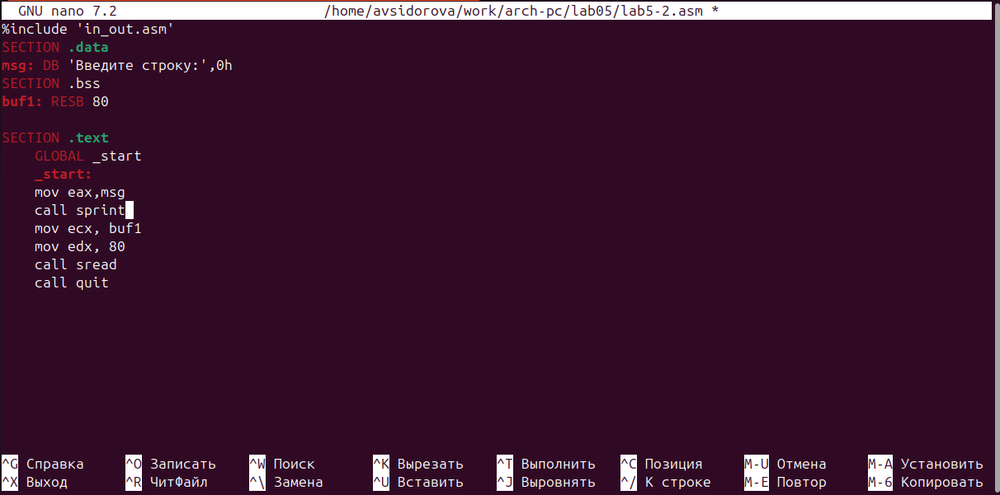 GNU nano 7.2 /home/avsidorova/work/arch-pc/lab05/lab5-2.asm *
%include 'in_out.asm'
SECTION .data
msg: DB 'Введите строку:',0h
SECTION .bss
buf1: RESB 80
SECTION .text
GLOBAL _start
_start:
mov eax,msg
call sprint
mov ecx, buf1
mov edx, 80
call sread
call quit
^G Справка ^O Записать ^W Поиск ^K Вырезать ^T Выполнить ^C Позиция M-U Отмена M-A Установить
^X Выход ^R ЧитФайл ^\ Замена ^U Вставить ^J Выровнять ^/ К строке M-E Повтор M-6 Копировать